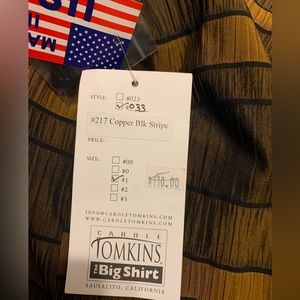 MA
IT
STYLE:
#023
#033
#217 Copper Blk Stripe
PRICE:
SIZE:
#00
#0
#1
#2
#3
$110.00
INFO@CAROLETOMKINS.COM
WWW.CAROLETOMKINS.COM
CAROLE
TOMKINS
The Big Shirt
SAUSALITO, CALIFORNIA